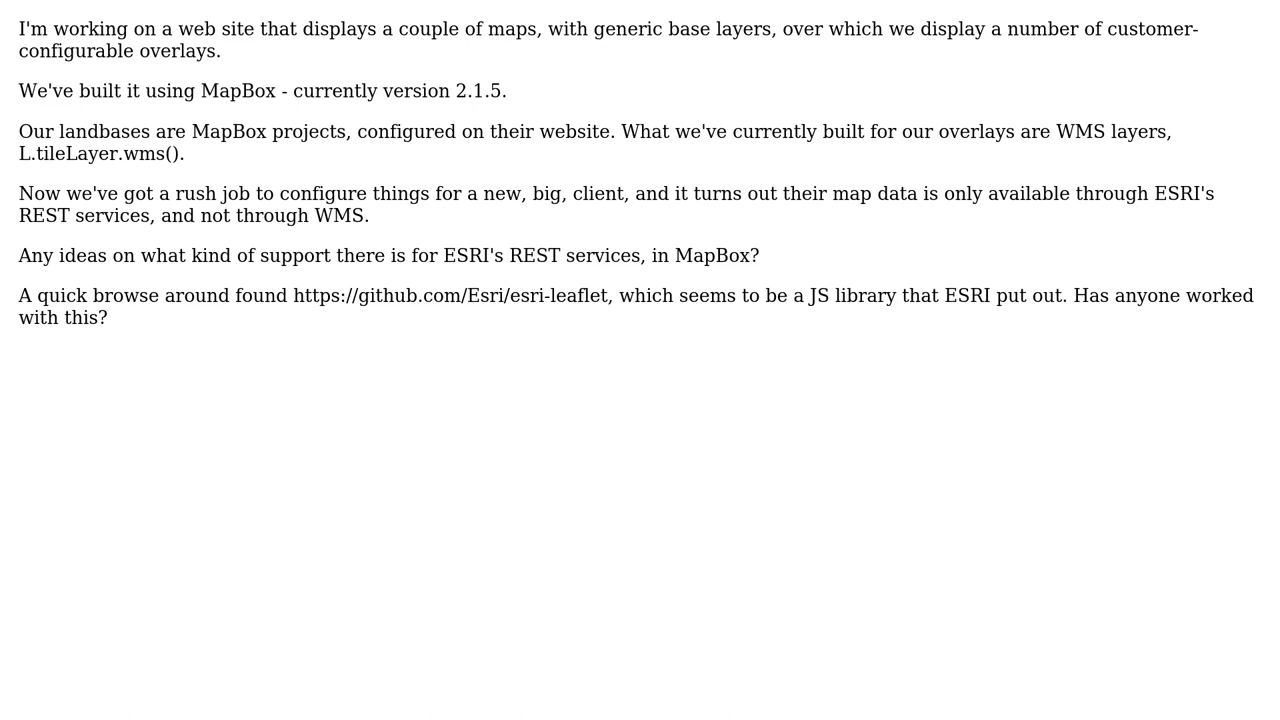 I'm working on a web site that displays a couple of maps, with generic base layers, over which we display a number of customer-
configurable overlays.
We've built it using MapBox - currently version 2.1.5.
Our landbases are MapBox projects, configured on their website. What we've currently built for our overlays are WMS layers,
L.tileLayer.wms().
Now we've got a rush job to configure things for a new, big, client, and it turns out their map data is only available through ESRI's
REST services, and not through WMS.
Any ideas on what kind of support there is for ESRI's REST services, in MapBox?
A quick browse around found https://github.com/Esri/esri-leaflet, which seems to be a JS library that ESRI put out. Has anyone worked
with this?